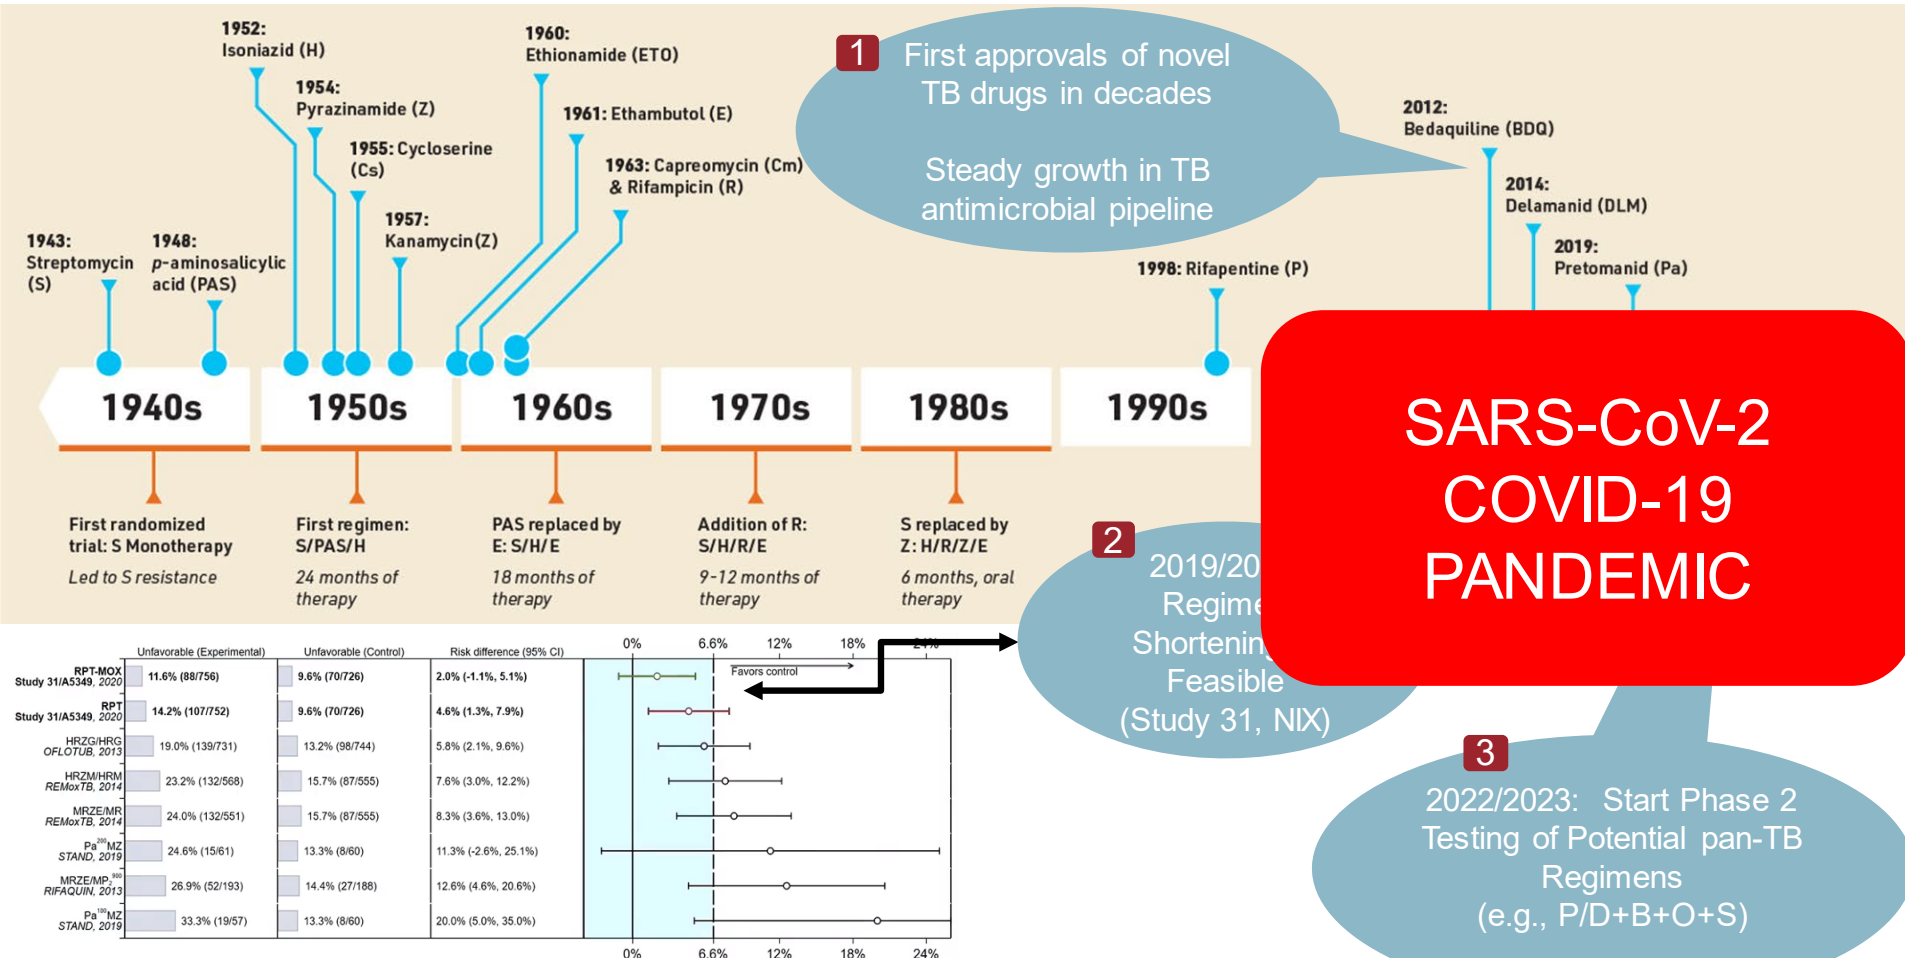 1952:
Isoniazid (H)
1954:
Pyrazinamide (Z)
1955: Cycloserine
(Cs)
1957:
Kanamycin(Z)
1943:
Streptomycin
(S)
1948:
p-aminosalicylic
acid (PAS)
1960:
Ethionamide (ETO)
1961: Ethambutol (E)
1963: Capreomycin (Cm)
& Rifampicin (R)
1 First approvals of novel
TB drugs in decades
Steady growth in TB
antimicrobial pipeline
1998: Rifapentine (P)
2012:
Bedaquiline (BDQ)
2014:
Delamanid (DLM)
2019:
Pretomanid (Pa)
1940s
1950s
1960s
1970s
1980s
1990s
SARS-CoV-2
COVID-19
PANDEMIC
First randomized
trial: S Monotherapy
Led to S resistance
First regimen:
S/PAS/H
24 months of
therapy
PAS replaced by
E: S/H/E
18 months of
therapy
Addition of R:
S/H/R/E
9-12 months of
therapy
S replaced by
Z: H/R/Z/E
6 months, oral
therapy
2
Shortening
Feasible
(Study 31, NIX)
3
2022/2023: Start Phase 2
Testing of Potential pan-TB
Regimens
(e.g., P/D+B+O+S)
Unfavorable (Experimental) Unfavorable (Control) Risk difference (95% CI)
0% 6.6% 12% 18% 24%
Favors control
RPT-MOX
Study 31/A5349, 2020
11.6% (88/756) 9.6% (70/726) 2.0% (-1.1%, 5.1%)
RPT
Study 31/A5349, 2020
14.2% (107/752) 9.6% (70/726) 4.6% (1.3%, 7.9%)
HRZG/HRG
OFLOTUB, 2013
19.0% (139/731) 13.2% (98/744) 5.8% (2.1%, 9.6%)
HRZM/HRM
REMoxTB, 2014
23.2% (132/568) 15.7% (87/555) 7.6% (3.0%, 12.2%)
MRZE/MR
REMoxTB, 2014
24.0% (132/551) 15.7% (87/555) 8.3% (3.6%, 13.0%)
Pa200MZ
STAND, 2019
24.6% (15/61) 13.3% (8/60) 11.3% (-2.6%, 25.1%)
MRZE/MP2900
RIFAQUIN, 2013
26.9% (52/193) 14.4% (27/188) 12.6% (4.6%, 20.6%)
Pa100MZ
STAND, 2019
33.3% (19/57) 13.3% (8/60) 20.0% (5.0%, 35.0%)
0% 6.6% 12% 18% 24%